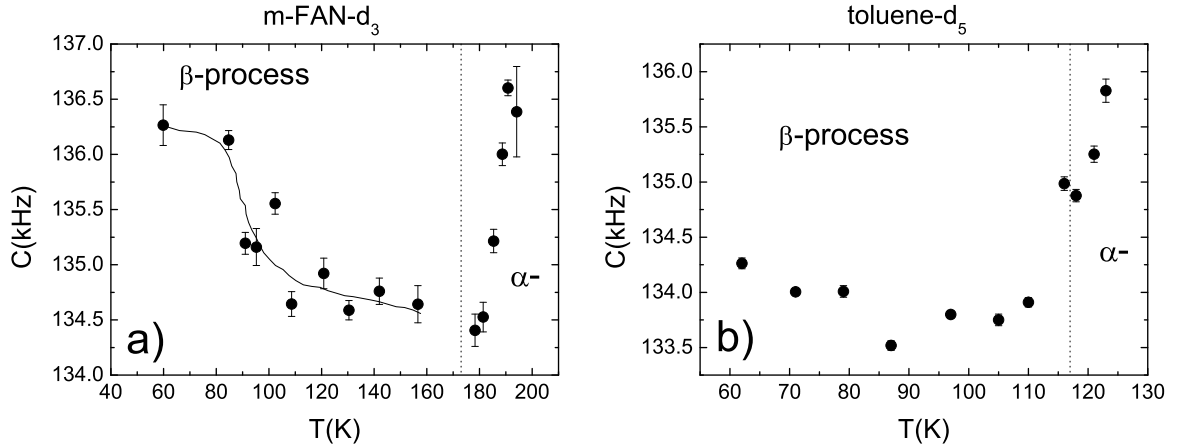 m-FAN-d3
toluene-d5
137.0
136.5
136.0
135.5
135.0
134.5
134.0
C(kHz)
β-process
α-
a)
40 60 80 100 120 140 160 180 200
T(K)
136.0
135.5
135.0
134.5
134.0
133.5
C(kHz)
β-process
α-
b)
60 70 80 90 100 110 120 130
T(K)